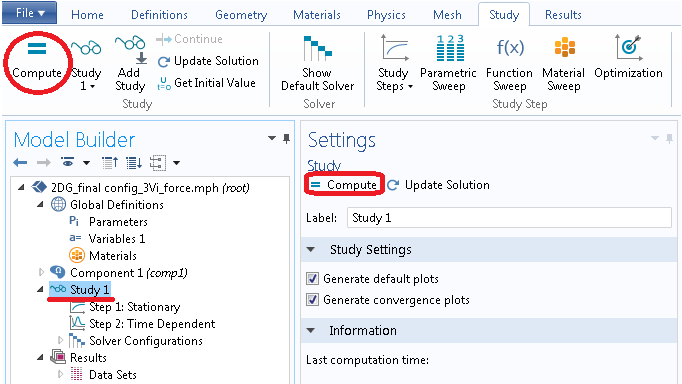 File
Home
Definitions
Geometry
Materials
Physics
Mesh
Study
Results
Compute
Study
1
Add
Study
Continue
Update Solution
t=0 Get Initial Value
Study
Show
Default Solver
Solver
Study
Steps
123
Parametric
Sweep
f(x)
Function
Sweep
Material
Sweep
Optimization
Study Step
Model Builder
2DG_final config_3Vi_force.mph (root)
Global Definitions
Pi Parameters
a= Variables 1
Materials
Component 1 (comp1)
Study 1
Step 1: Stationary
Step 2: Time Dependent
Solver Configurations
Results
Data Sets
Settings
Study
= Compute
Update Solution
Label: Study 1
Study Settings
Generate default plots
Generate convergence plots
Information
Last computation time: